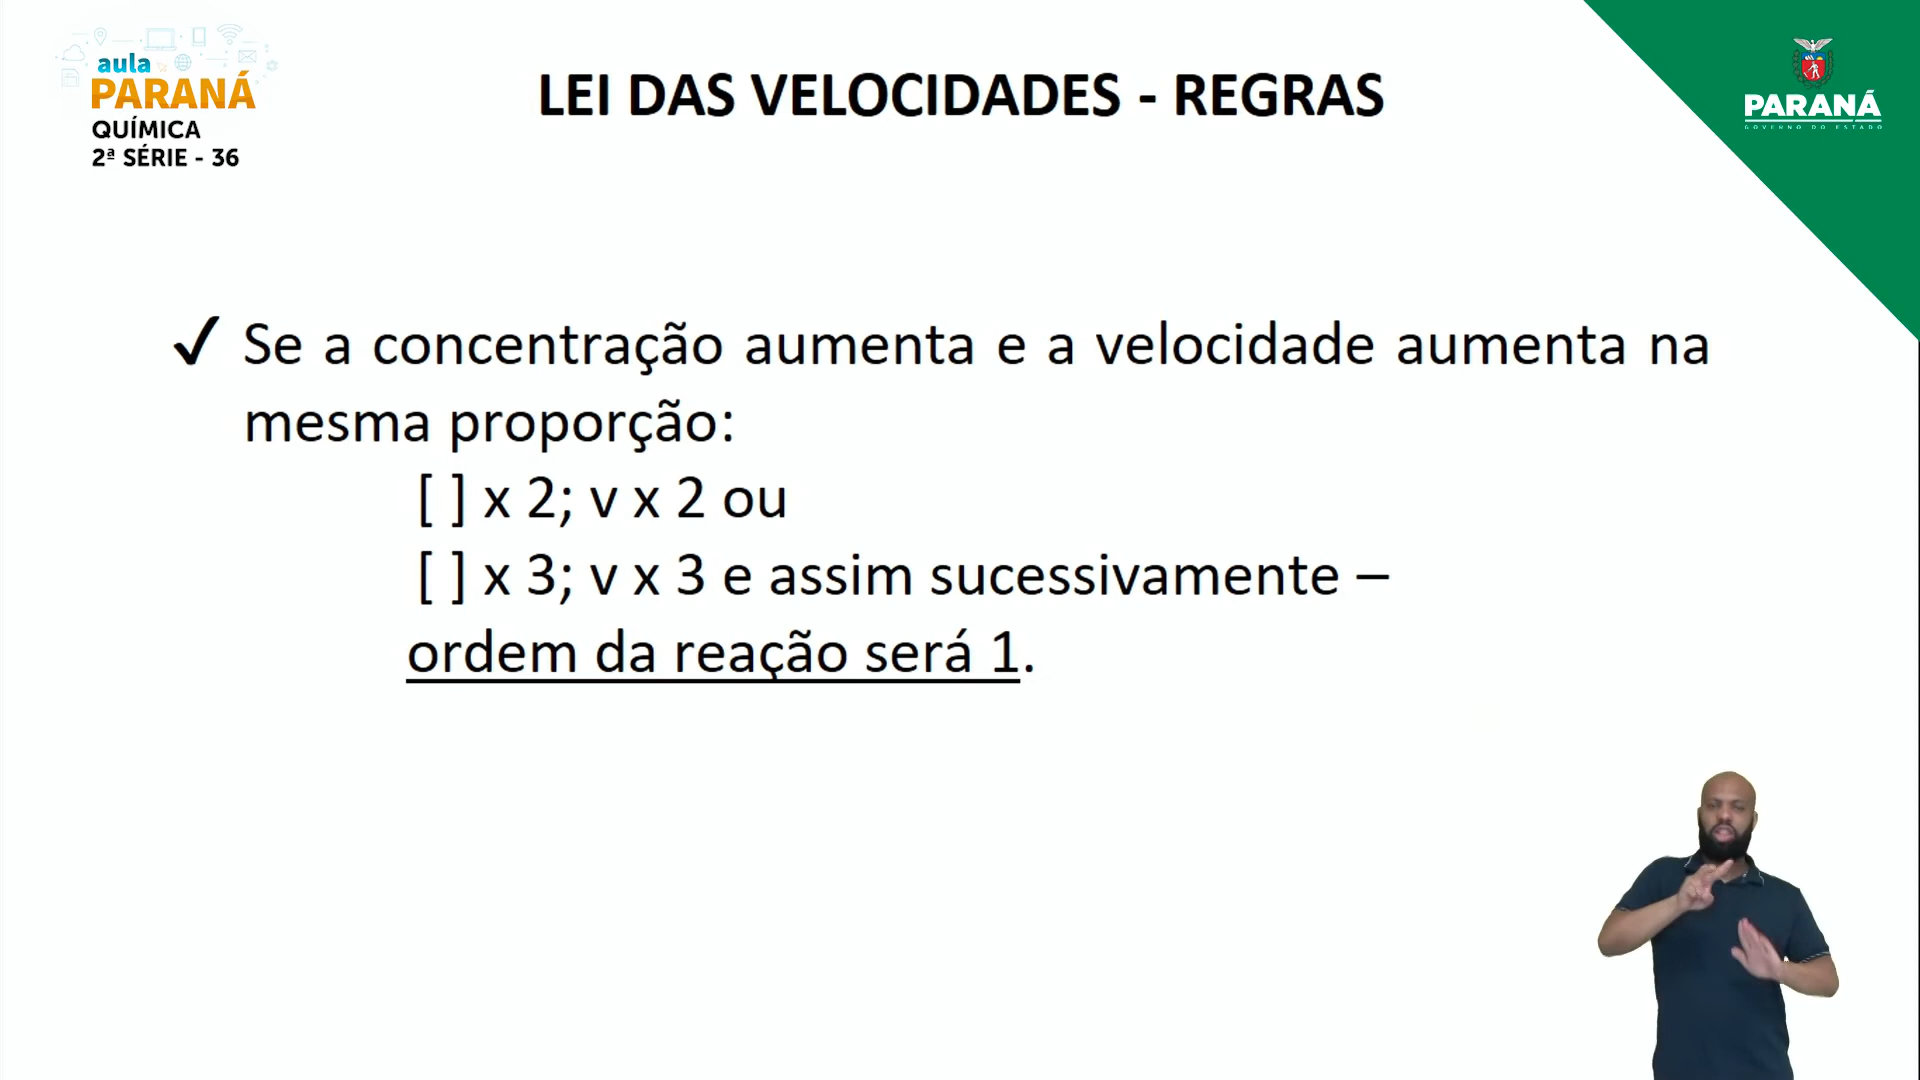 aula
PARANÁ
QUÍMICA
2ª SÉRIE - 36
LEI DAS VELOCIDADES - REGRAS
PARANÁ
GOVERNO DO ESTADO
✓ Se a concentração aumenta e a velocidade aumenta na
mesma proporção:
[ ] x 2; v x 2 ou
[ ] x 3; v x 3 e assim sucessivamente –
ordem da reação será 1.